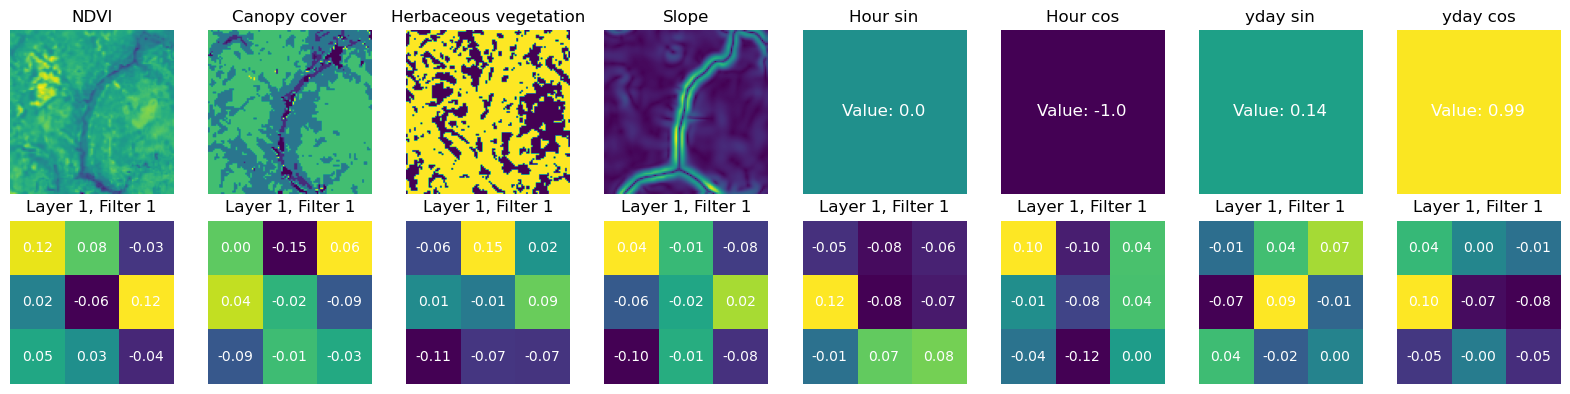 NDVI Canopy cover Herbaceous vegetation Slope Hour sin Hour cos yday sin yday cos
Value: 0.0 Value: -1.0 Value: 0.14 Value: 0.99
Layer 1, Filter 1 Layer 1, Filter 1 Layer 1, Filter 1 Layer 1, Filter 1 Layer 1, Filter 1 Layer 1, Filter 1 Layer 1, Filter 1 Layer 1, Filter 1
0.12 0.08 -0.03 0.00 -0.15 0.06 -0.06 0.15 0.02 0.04 -0.01 -0.08 -0.05 -0.08 -0.06 0.10 -0.10 0.04 -0.01 0.04 0.07 0.04 0.00 -0.01
0.02 -0.06 0.12 0.04 -0.02 -0.09 0.01 -0.01 0.09 -0.06 -0.02 0.02 0.12 -0.08 -0.07 -0.01 -0.08 0.04 -0.07 0.09 -0.01 0.10 -0.07 -0.08
0.05 0.03 -0.04 -0.09 -0.01 -0.03 -0.11 -0.07 -0.07 -0.10 -0.01 -0.08 -0.01 0.07 0.08 -0.04 -0.12 0.00 0.04 -0.02 0.00 -0.05 -0.00 -0.05